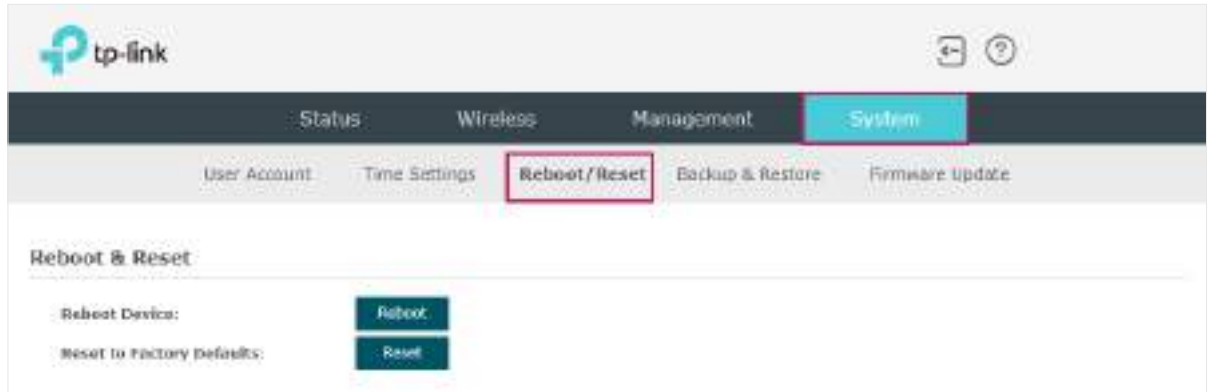 tp-link
?
Status Wireless Management System
User Account Time Settings Reboot/Reset Backup & Restore Firmware Update
Reboot & Reset
Reboot Device: Reboot
Reset to Factory Defaults: Reset